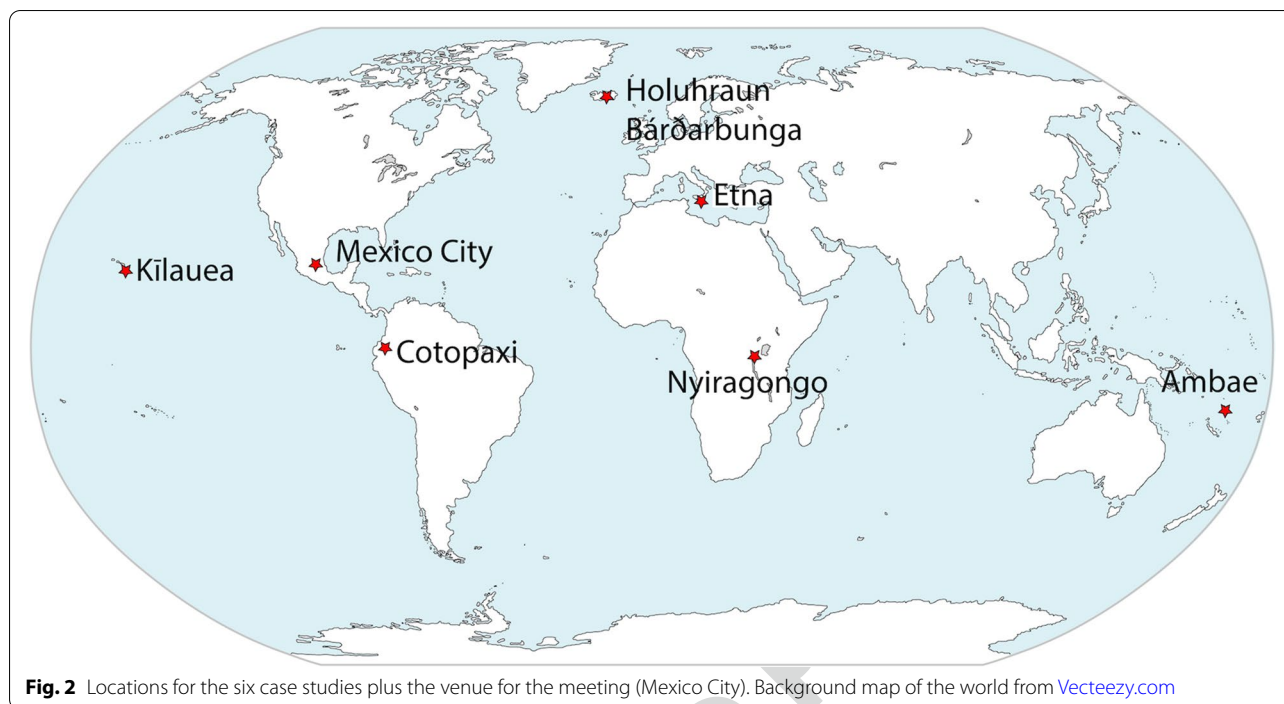 Holuhraun
Bárðarbunga
Etna
Mexico City
Kīlauea
Cotopaxi
Nyiragongo
Ambae
Fig. 2 Locations for the six case studies plus the venue for the meeting (Mexico City). Background map of the world from Vecteezy.com